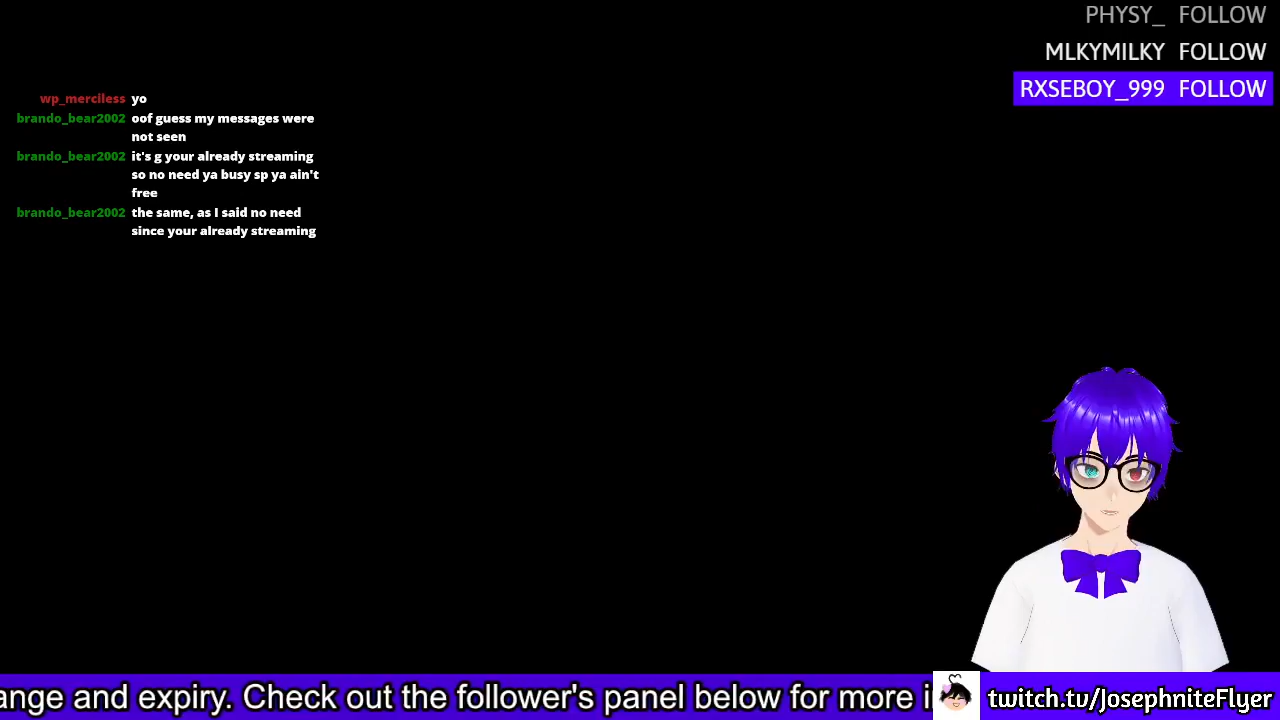 PHYSY_ FOLLOW
MLKYMILKY FOLLOW
RXSEBOY_999 FOLLOW
wp_merciless yo
brando_bear2002 oof guess my messages were
not seen
brando_bear2002 it's g your already streaming
so no need ya busy sp ya ain't
free
brando_bear2002 the same, as I said no need
since your already streaming
ange and expiry. Check out the follower's panel below for more i
twitch.tv/JosephniteFlyer